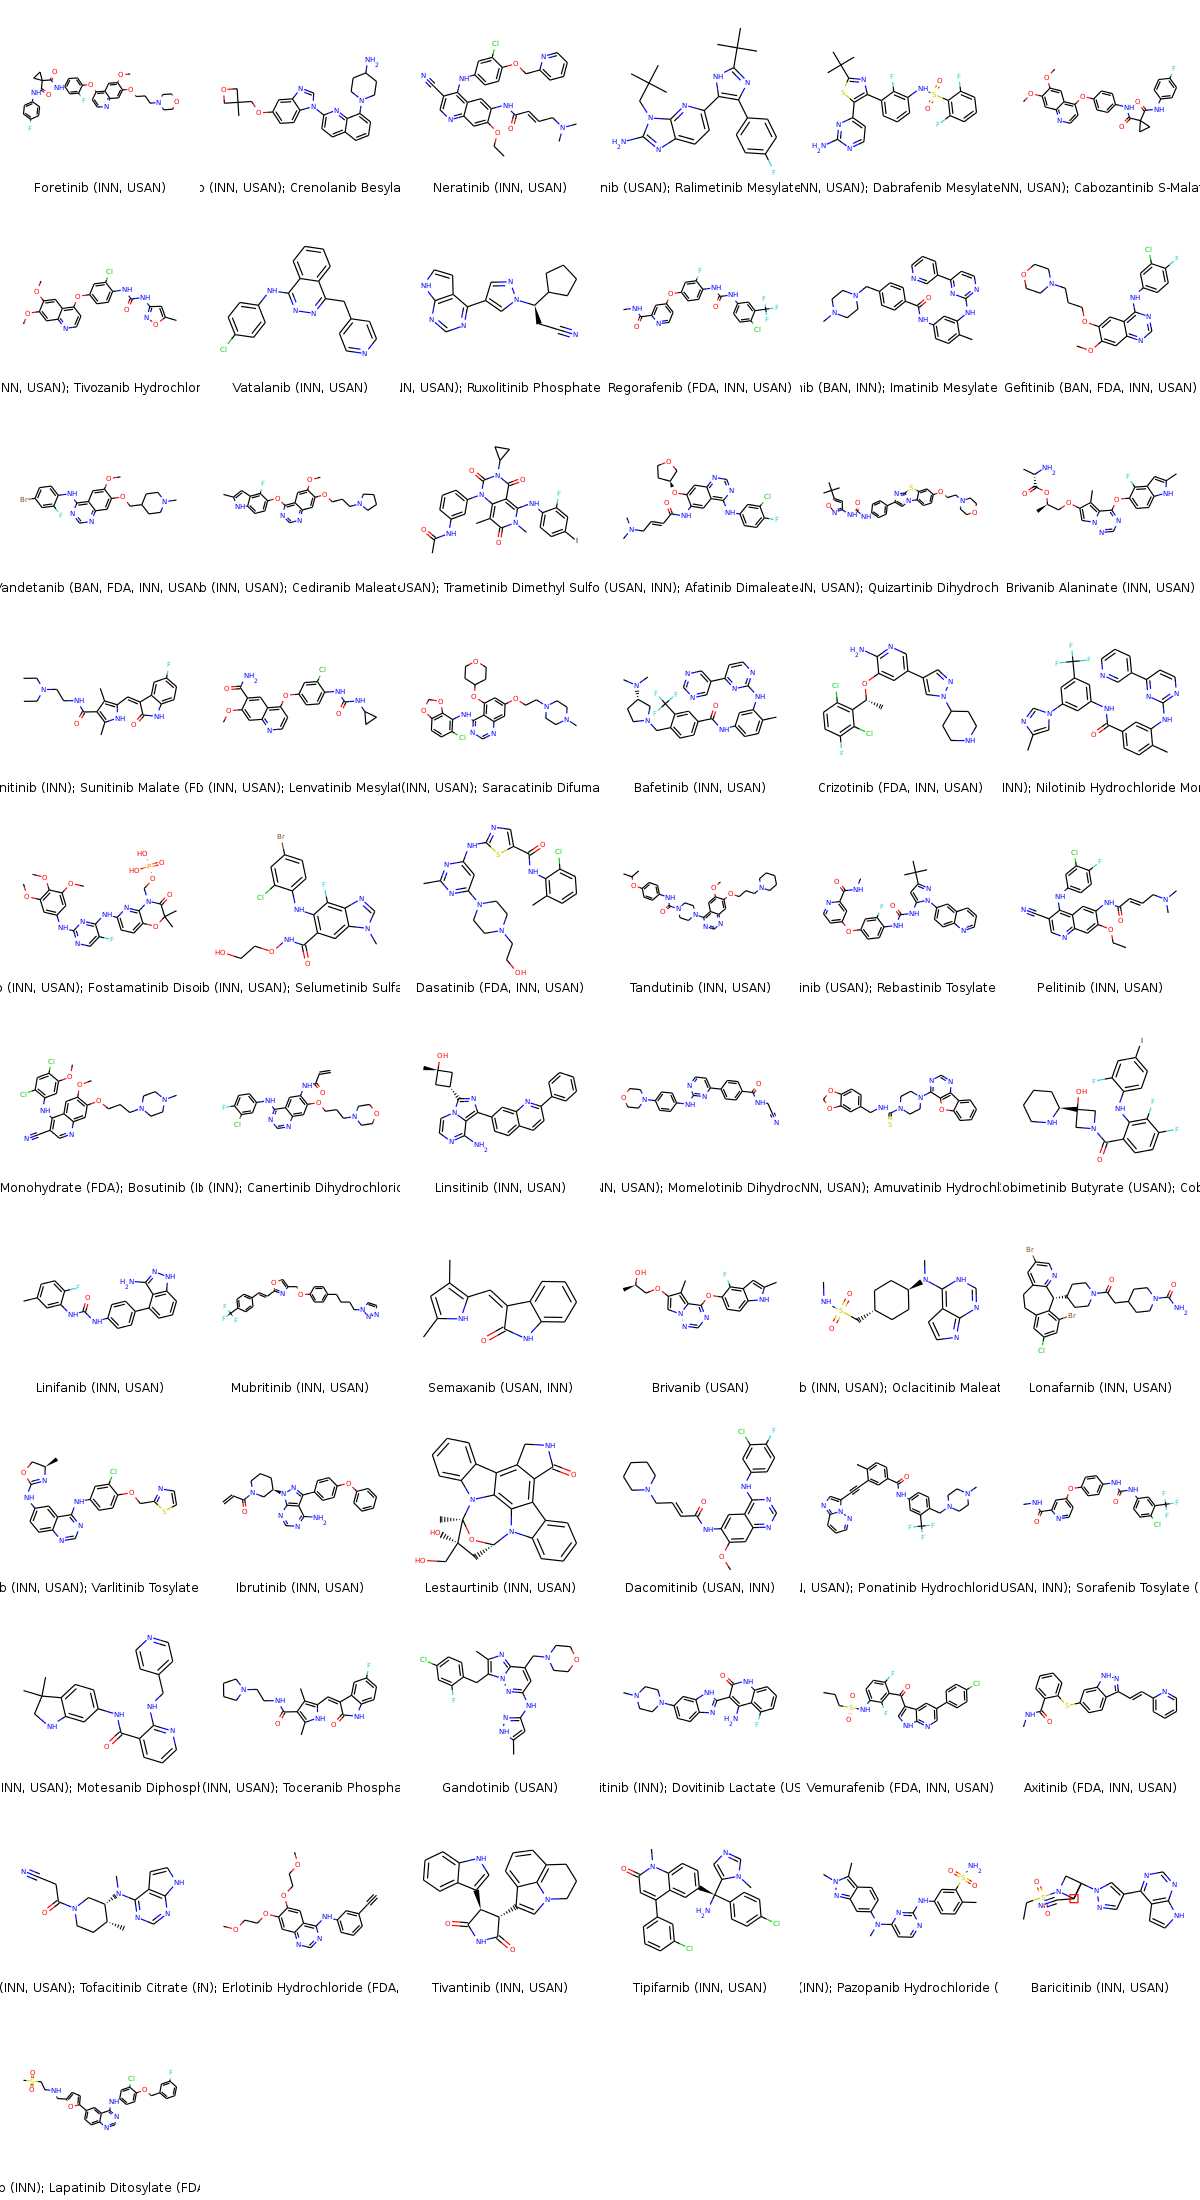 Foretinib (INN, USAN)
(INN, USAN); Crenolanib Besyla
Neratinib (INN, USAN)
nib (USAN); Ralimetinib Mesylate
NN, USAN); Dabrafenib Mesylate
NN, USAN); Cabozantinib S-Mala
NN, USAN); Tivozanib Hydrochlor
Vatalanib (INN, USAN)
IN, USAN); Ruxolitinib Phosphate
Regorafenib (FDA, INN, USAN)
nib (BAN, INN); Imatinib Mesylate
Gefitinib (BAN, FDA, INN, USAN)
Vandetanib (BAN, FDA, INN, USAN
b (INN, USAN); Cediranib Maleat
USAN); Trametinib Dimethyl Sulfo
(USAN, INN); Afatinib Dimaleate
IN, USAN); Quizartinib Dihydroch
Brivanib Alaninate (INN, USAN)
nitinib (INN); Sunitinib Malate (FD
(INN, USAN); Lenvatinib Mesylat
(INN, USAN); Saracatinib Difuma
Bafetinib (INN, USAN)
Crizotinib (FDA, INN, USAN)
INN); Nilotinib Hydrochloride Mo
b (INN, USAN); Fostamatinib Diso
ib (INN, USAN); Selumetinib Sulfa
Dasatinib (FDA, INN, USAN)
Tandutinib (INN, USAN)
inib (USAN); Rebastinib Tosylate
Pelitinib (INN, USAN)
Monohydrate (FDA); Bosutinib (I
b (INN); Canertinib Dihydrochloric
Linsitinib (INN, USAN)
NN, USAN); Momelotinib Dihydroc
NN, USAN); Amuvatinib Hydrochl
obimetinib Butyrate (USAN); Cob
Linifanib (INN, USAN)
Mubritinib (INN, USAN)
Semaxanib (USAN, INN)
Brivanib (USAN)
b (INN, USAN); Oclacitinib Maleat
Lonafarnib (INN, USAN)
b (INN, USAN); Varlitinib Tosylate
Ibrutinib (INN, USAN)
Lestaurtinib (INN, USAN)
Dacomitinib (USAN, INN)
, USAN); Ponatinib Hydrochlorid
USAN, INN); Sorafenib Tosylate (
INN, USAN); Motesanib Diphosph
(INN, USAN); Toceranib Phospha
Gandotinib (USAN)
itinib (INN); Dovitinib Lactate (US
Vemurafenib (FDA, INN, USAN)
Axitinib (FDA, INN, USAN)
(INN, USAN); Tofacitinib Citrate (F
N); Erlotinib Hydrochloride (FDA,
Tivantinib (INN, USAN)
Tipifarnib (INN, USAN)
(INN); Pazopanib Hydrochloride (
Baricitinib (INN, USAN)
b (INN); Lapatinib Ditosylate (FDA